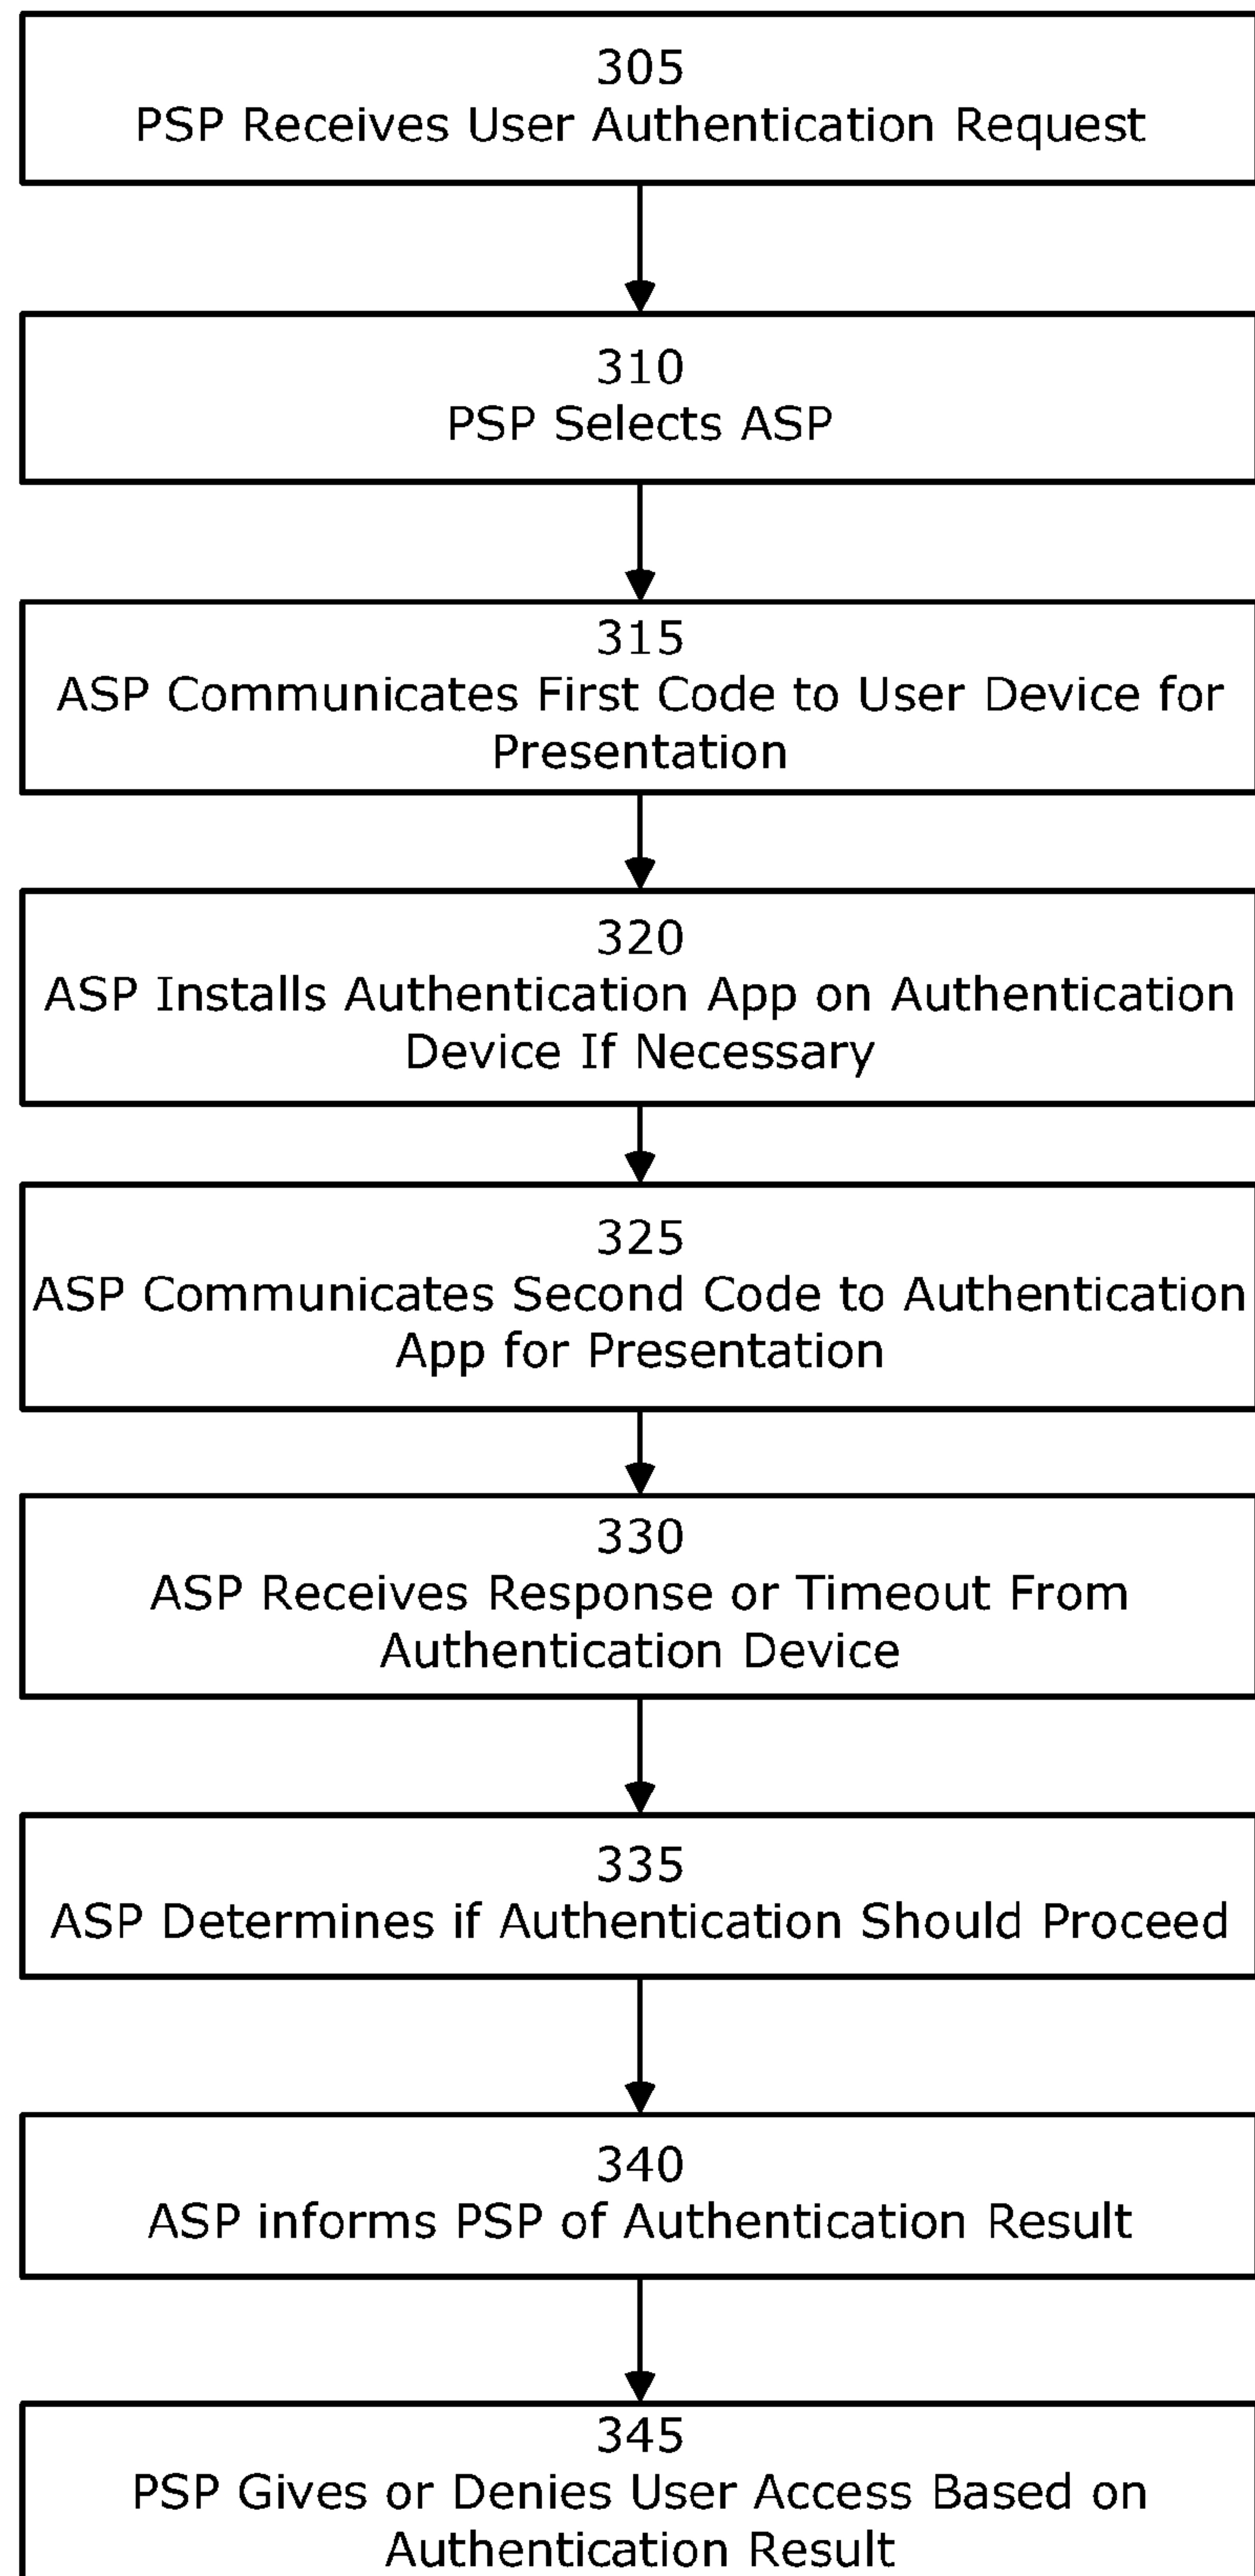 305
PSP Receives User Authentication Request
310
PSP Selects ASP
315
ASP Communicates First Code to User Device for
Presentation
320
ASP Installs Authentication App on Authentication
Device If Necessary
325
ASP Communicates Second Code to Authentication
App for Presentation
330
ASP Receives Response or Timeout From
Authentication Device
335
ASP Determines if Authentication Should Proceed
340
ASP informs PSP of Authentication Result
345
PSP Gives or Denies User Access Based on
Authentication Result